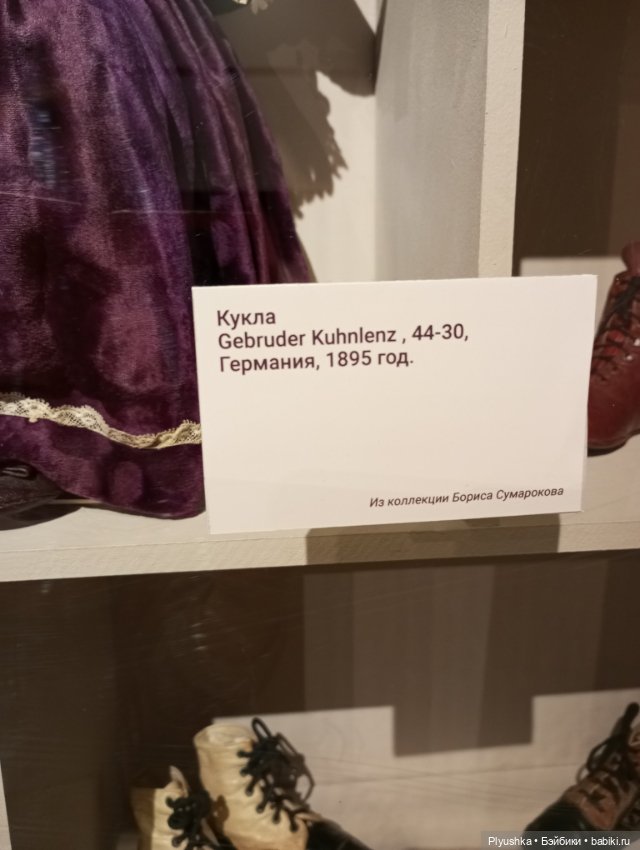 Кукла
Gebruder Kuhnlenz , 44-30,
Германия, 1895 год.
Из коллекции Бориса Сумарокова
Plyushka • Бэйбики • babiki.ru